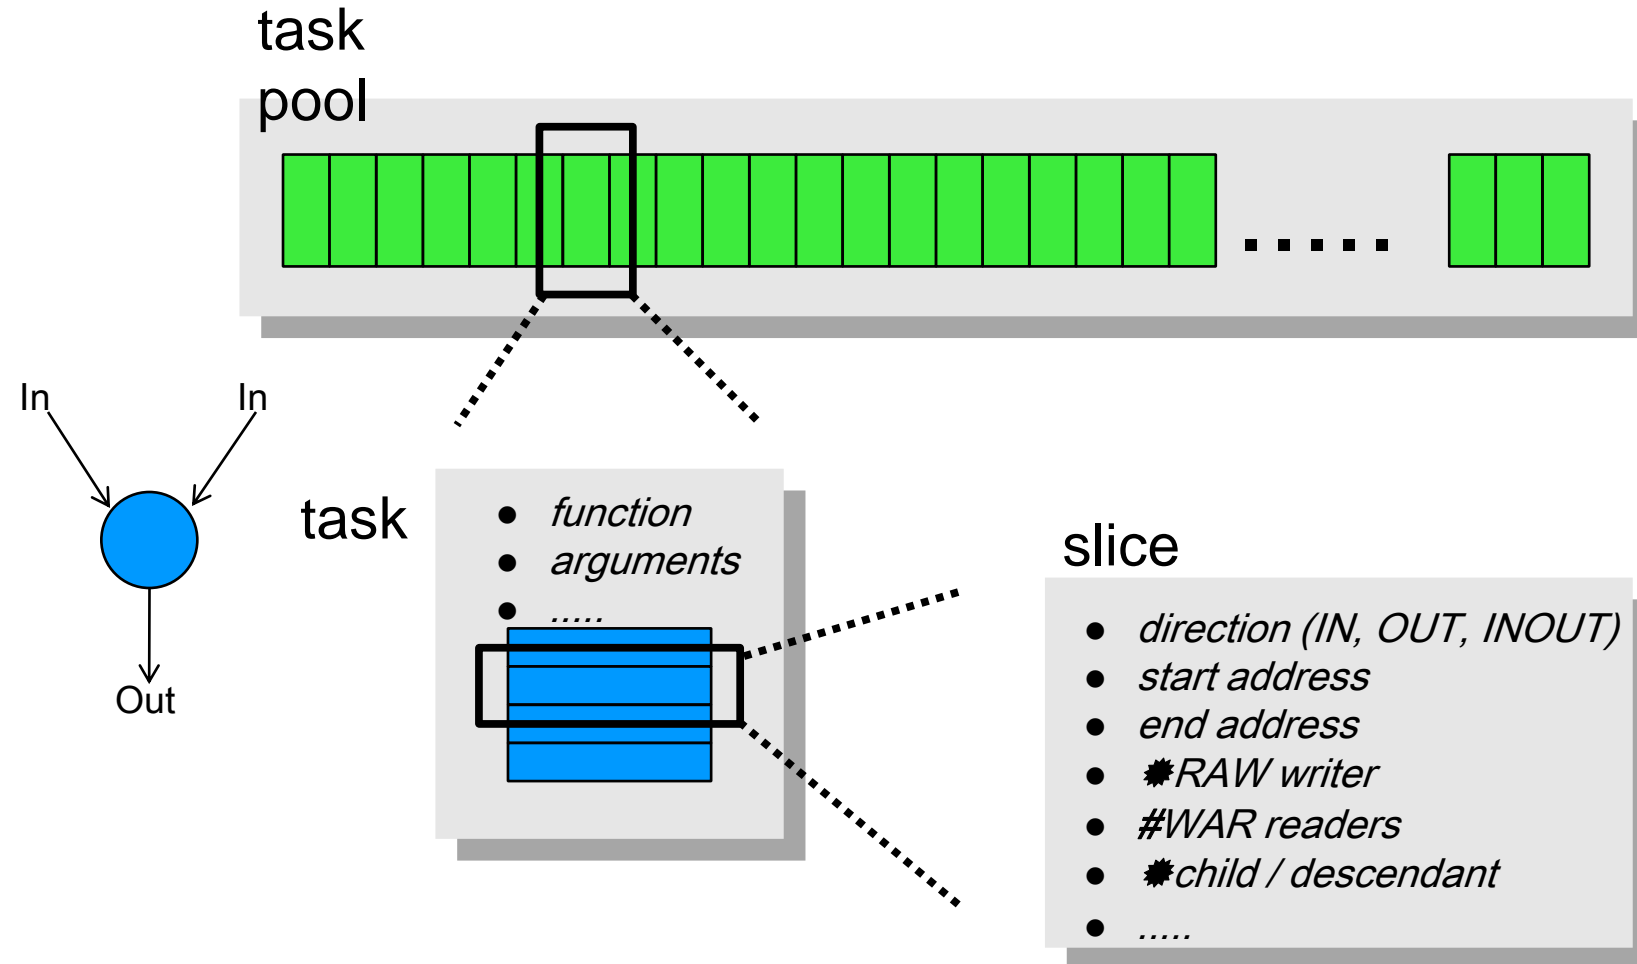 task
pool
In
In
Out
task
● function
● arguments
● .....
slice
● direction (IN, OUT, INOUT)
● start address
● end address
● ✹RAW writer
● #WAR readers
● ✹child / descendant
● .....